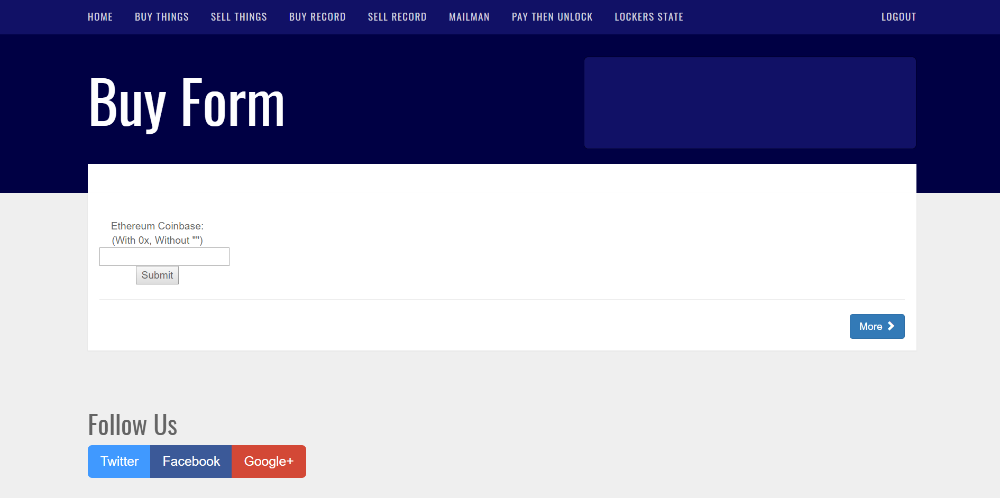 HOME BUY THINGS SELL THINGS BUY RECORD SELL RECORD MAILMAN PAY THEN UNLOCK LOCKERS STATE LOGOUT
Buy Form
Ethereum Coinbase:
(With 0x, Without "")
Submit
More
Follow Us
Twitter Facebook Google+